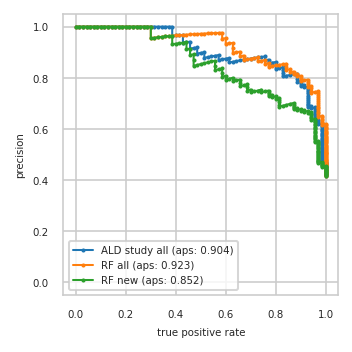 1.0
0.8
0.6
0.4
0.2
0.0
precision
ALD study all (aps: 0.904)
RF all (aps: 0.923)
RF new (aps: 0.852)
0.0 0.2 0.4 0.6 0.8 1.0
true positive rate